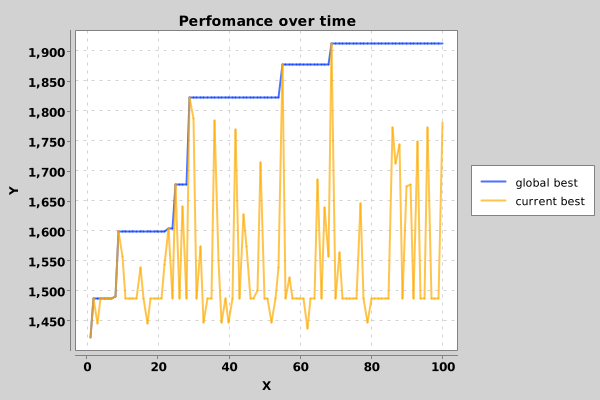 Perfomance over time
1,900
1,850
1,800
1,750
1,700
1,650
1,600
1,550
1,500
1,450
Y
0 20 40 60 80 100
X
global best
current best